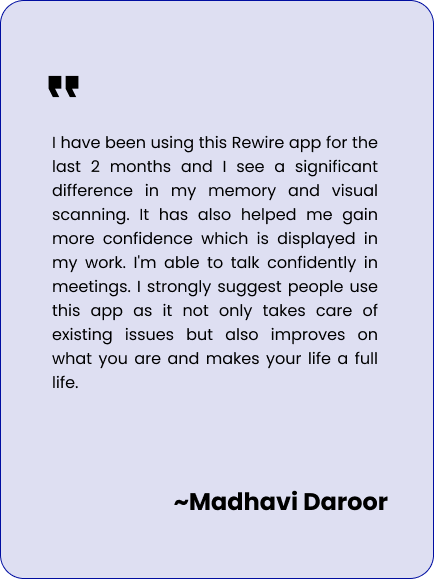 "
I have been using this Rewire app for the
last 2 months and I see a significant
difference in my memory and visual
scanning. It has also helped me gain
more confidence which is displayed in
my work. I'm able to talk confidently in
meetings. I strongly suggest people use
this app as it not only takes care of
existing issues but also improves on
what you are and makes your life a full
life.
~Madhavi Daroor